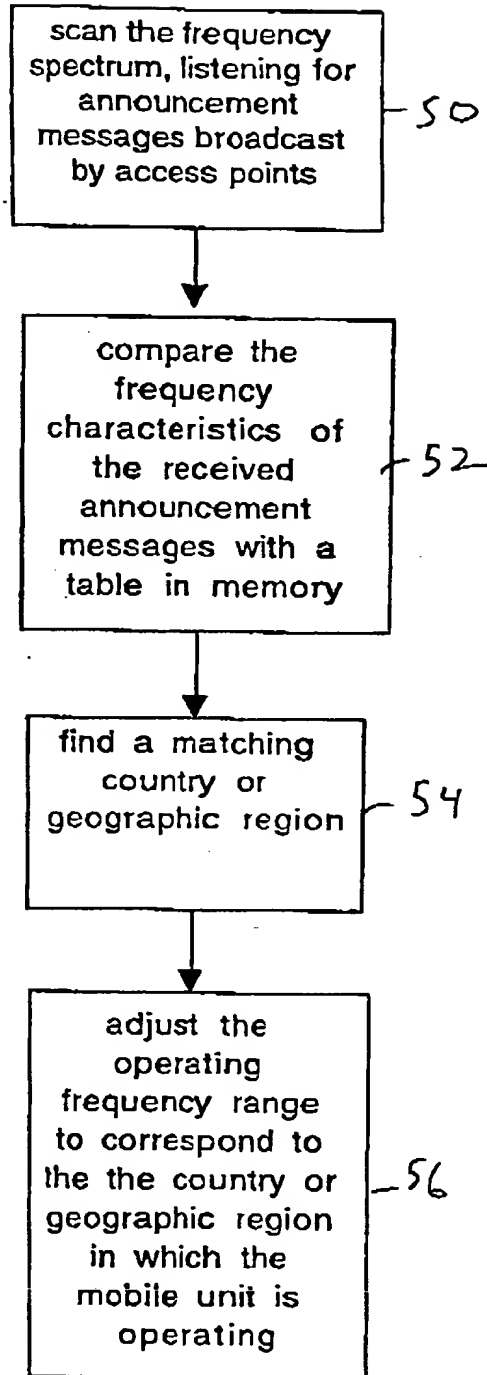 scan the frequency
spectrum, listening for
announcement
messages broadcast
by access points
50
compare the
frequency
characteristics of
the received
announcement
messages with a
table in memory
52
find a matching
country or
geographic region
54
adjust the
operating
frequency range
to correspond to
the the country or
geographic region
in which the
mobile unit is
operating
56